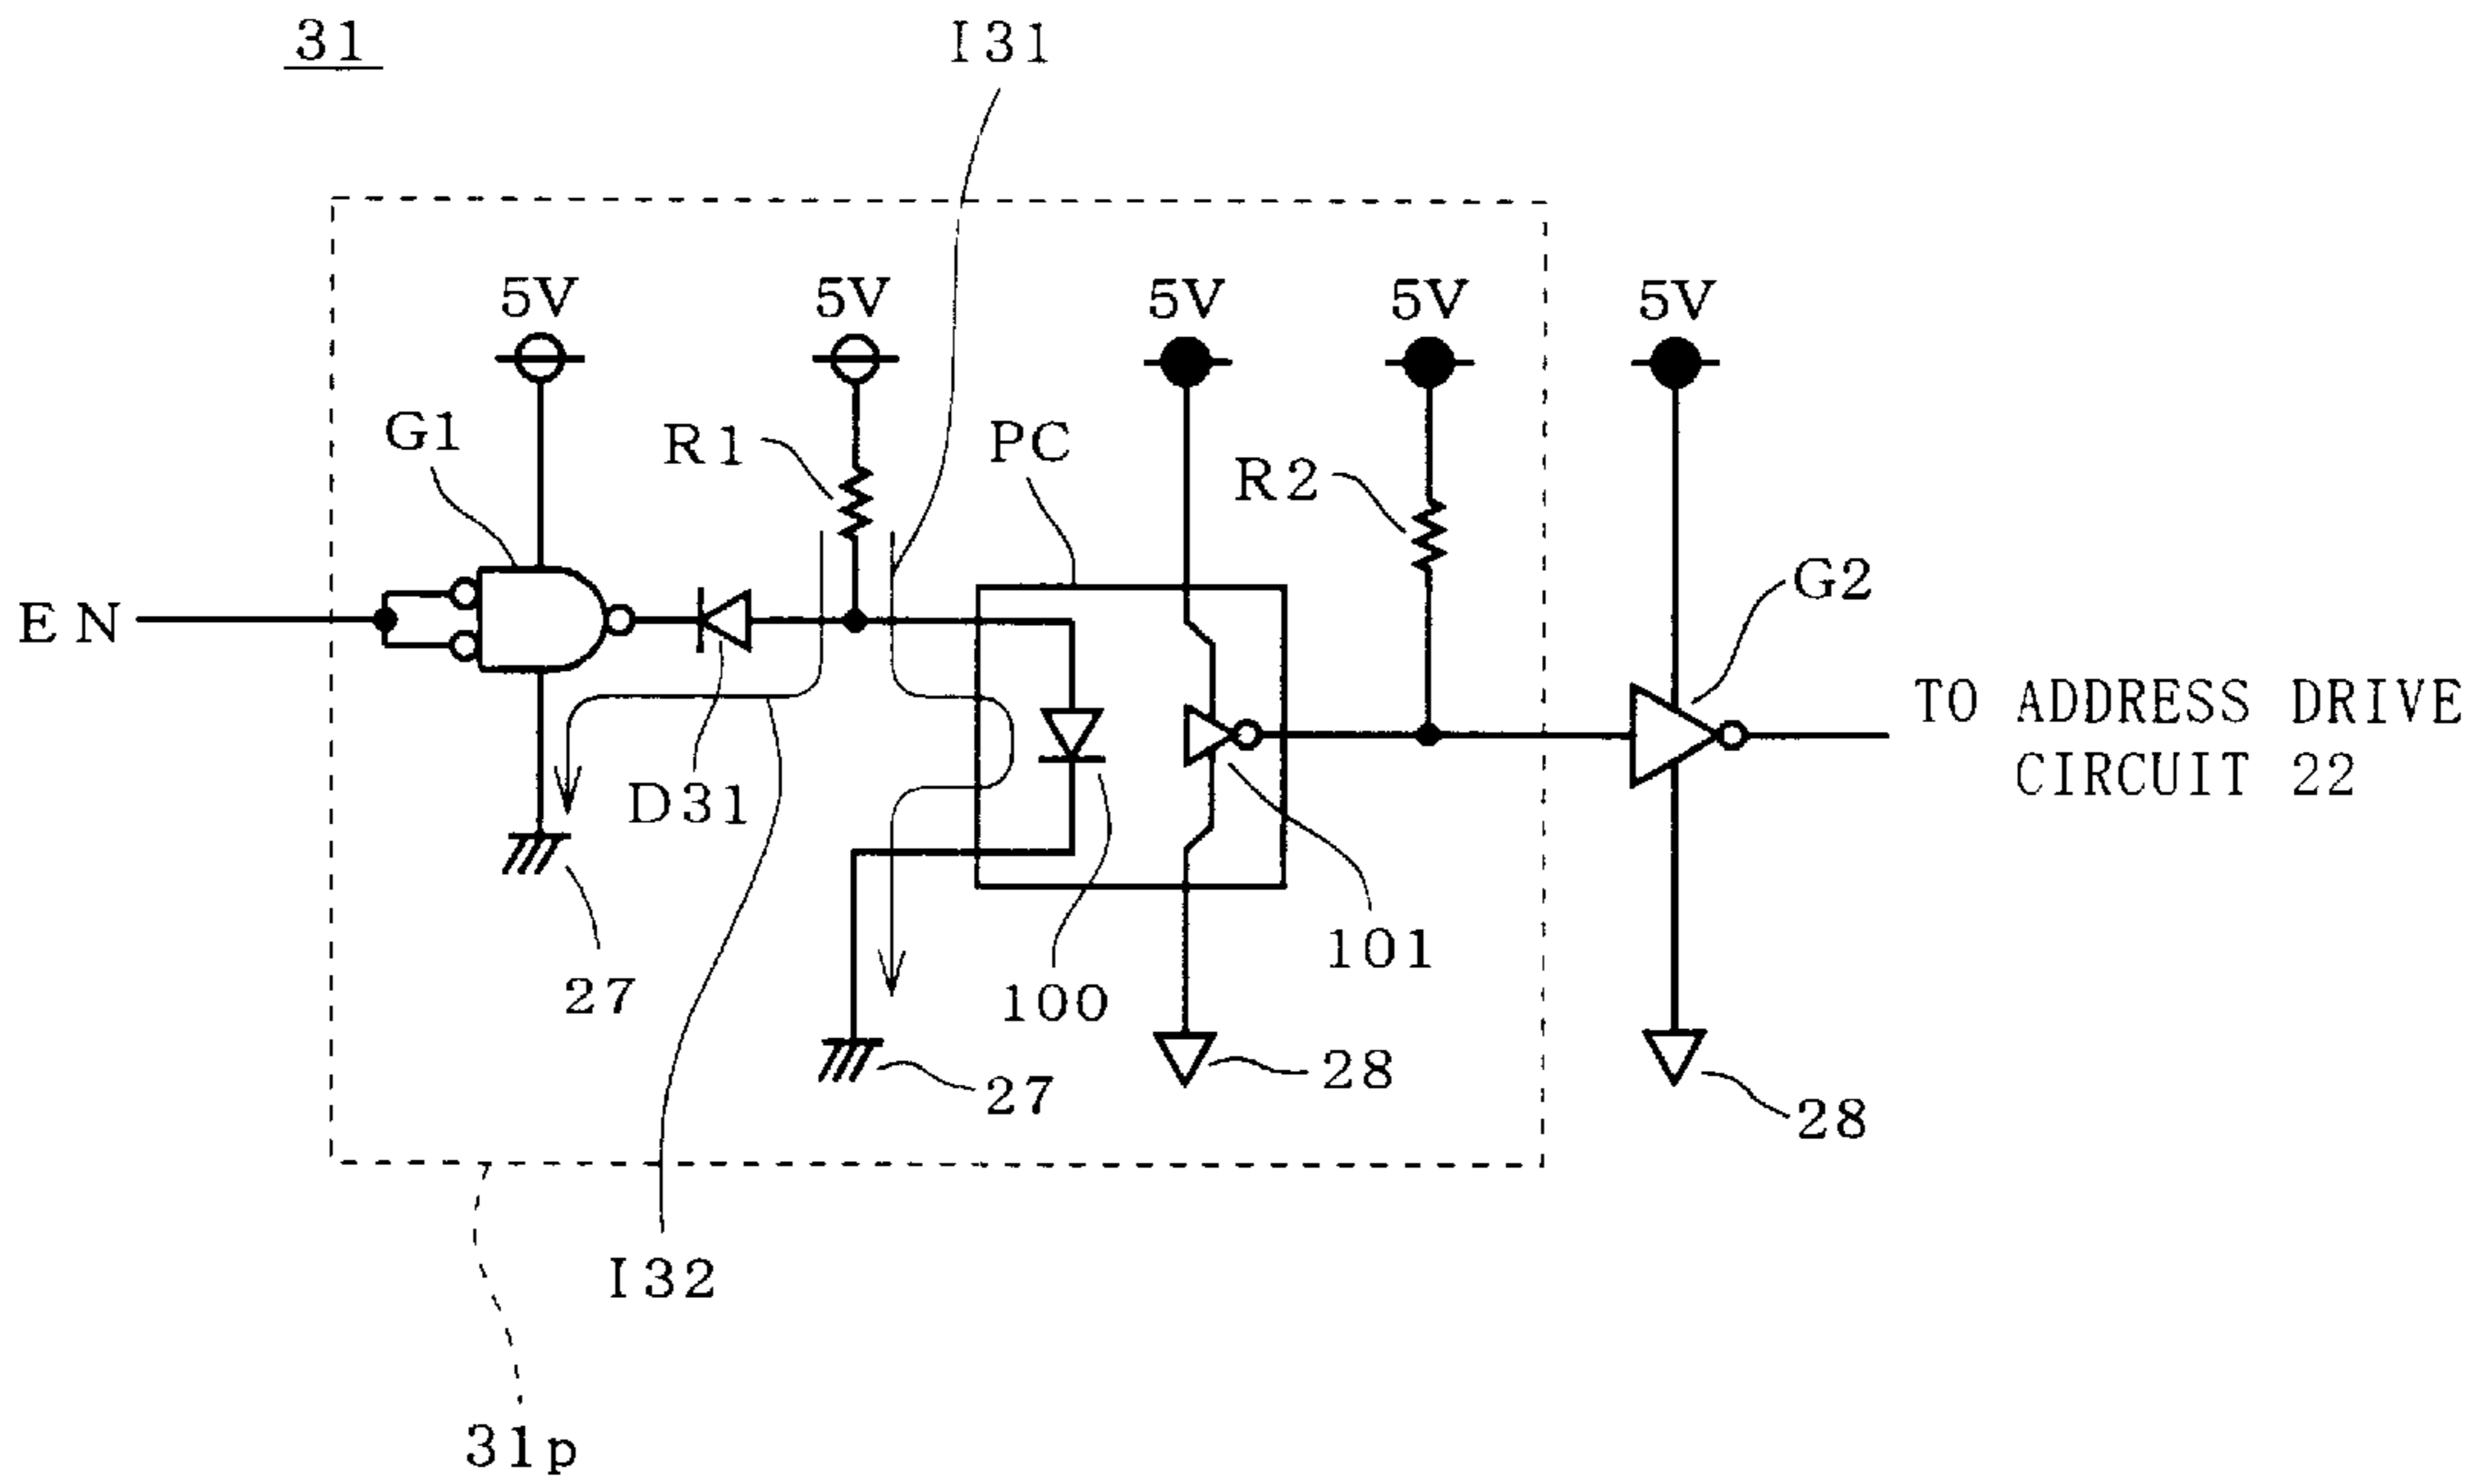 31
I31
5V
5V
5V
5V
5V
G1
R1
PC
R2
G2
EN
TO ADDRESS DRIVE
CIRCUIT 22
D31
101
27
100
27
28
28
I32
31p